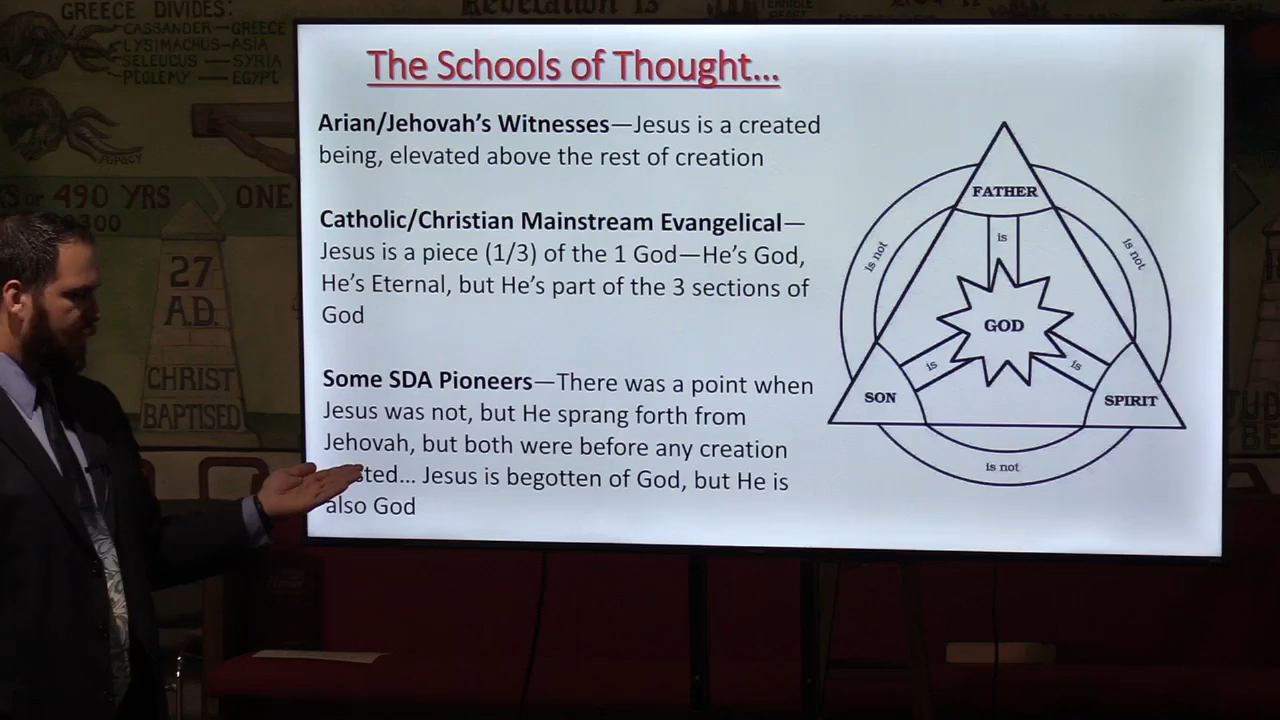 GREECE DIVIDES:
CASSANDER—GREECE
LYSIMACHUS—ASIA
SELEUCUS — SYRIA
PTOLEMY — EGYPT
Revelation 13
or 490 YRS
ONE
27
A.D.
CHRIST
BAPTISED
The Schools of Thought...
Arian/Jehovah's Witnesses—Jesus is a created
being, elevated above the rest of creation
Catholic/Christian Mainstream Evangelical—
Jesus is a piece (1/3) of the 1 God—He's God,
He's Eternal, but He's part of the 3 sections of
God
Some SDA Pioneers—There was a point when
Jesus was not, but He sprang forth from
Jehovah, but both were before any creation
Jesus is begotten of God, but He is
also God
FATHER
is
is not
is not
GOD
is
is
SON
SPIRIT
is not